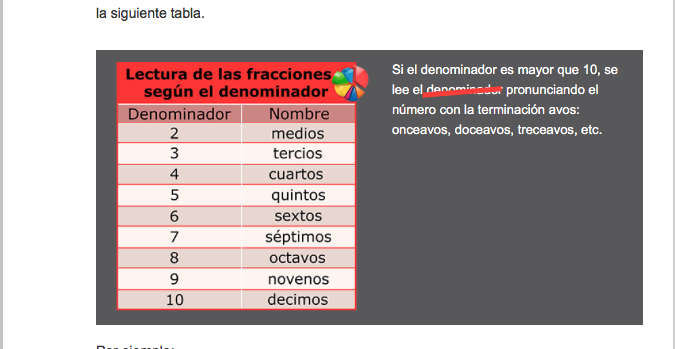 la siguiente tabla.
Lectura de las fracciones
según el denominador
Denominador Nombre
2 medios
3 tercios
4 cuartos
5 quintos
6 sextos
7 séptimos
8 octavos
9 novenos
10 decimos
Si el denominador es mayor que 10, se
lee el denominador pronunciando el
número con la terminación avos:
onceavos, doceavos, treceavos, etc.